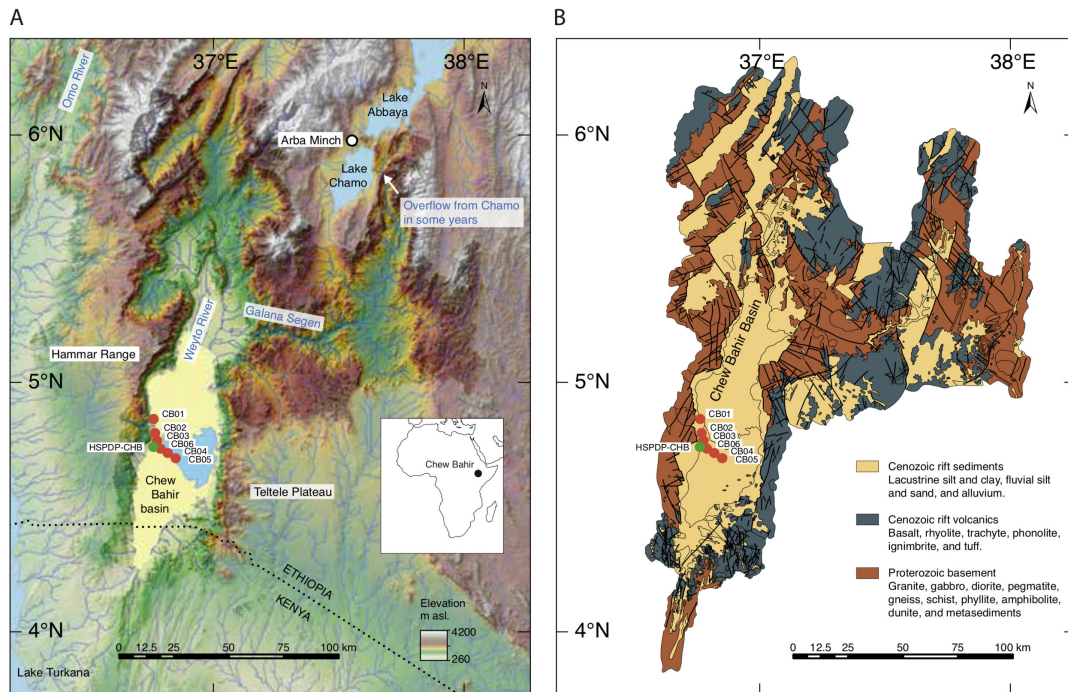 A
37°E
38°E
Omo River
N
Lake
Abbaya
6°N
Arba Minch
Lake
Chamo
Overflow from Chamo
in some years
Weyto River
Galana Segen
Hammar Range
5°N
CB01
CB02
CB03
CB06
HSPDP-CHB
CB04
CB05
Chew
Bahir
basin
Teltele Plateau
Chew Bahir
ETHIOPIA
KENYA
Elevation
m asl.
4200
260
4°N
0 12.5 25 50 75 100 km
Lake Turkana
B
37°E
38°E
N
6°N
Chew Bahir Basin
5°N
CB01
CB02
CB03
CB06
HSPDP-CHB
CB04
CB05
Cenozoic rift sediments
Lacustrine silt and clay, fluvial silt
and sand, and alluvium.
Cenozoic rift volcanics
Basalt, rhyolite, trachyte, phonolite,
ignimbrite, and tuff.
Proterozoic basement
Granite, gabbro, diorite, pegmatite,
gneiss, schist, phyllite, amphibolite,
dunite, and metasediments
4°N
0 12.5 25 50 75 100 km